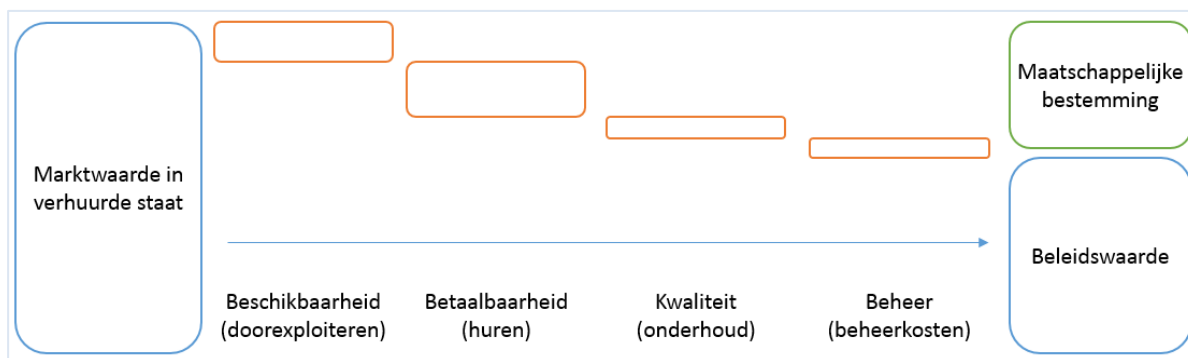 Marktwaarde in
verhuurde staat
Beschikbaarheid
(doorexploiteren)
Betaalbaarheid
(huren)
Kwaliteit
(onderhoud)
Beheer
(beheerkosten)
Maatschappelijke
bestemming
Beleidswaarde